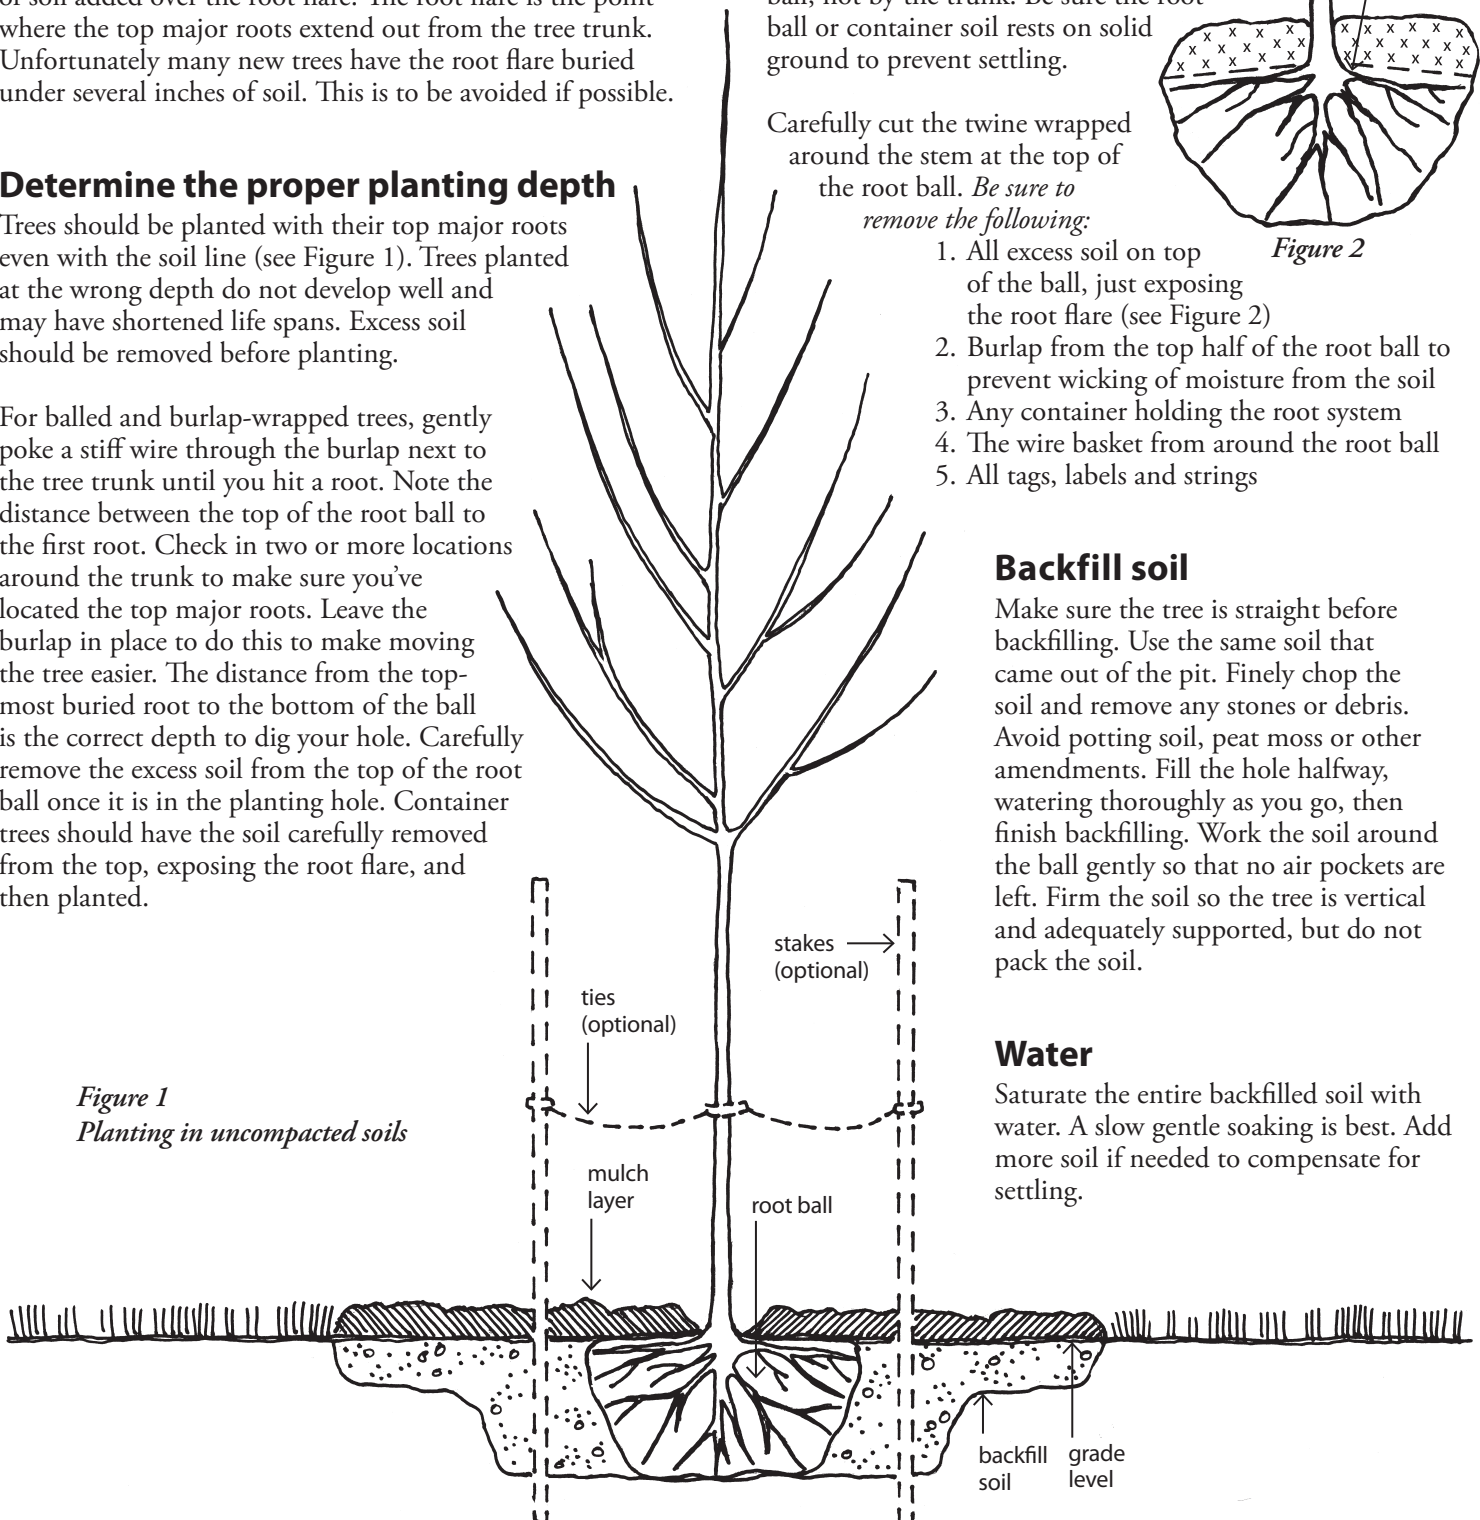 of soil added over the root flare. The root flare is the point
where the top major roots extend out from the tree trunk.
Unfortunately many new trees have the root flare buried
under several inches of soil. This is to be avoided if possible.
Determine the proper planting depth
Trees should be planted with their top major roots
even with the soil line (see Figure 1). Trees planted
at the wrong depth do not develop well and
may have shortened life spans. Excess soil
should be removed before planting.
For balled and burlap-wrapped trees, gently
poke a stiff wire through the burlap next to
the tree trunk until you hit a root. Note the
distance between the top of the root ball to
the first root. Check in two or more locations
around the trunk to make sure you've
located the top major roots. Leave the
burlap in place to do this to make moving
the tree easier. The distance from the top-
most buried root to the bottom of the ball
is the correct depth to dig your hole. Carefully
remove the excess soil from the top of the root
ball once it is in the planting hole. Container
trees should have the soil carefully removed
from the top, exposing the root flare, and
then planted.
Figure 1
Planting in uncompacted soils
ball, not by the trunk. Be sure the root
ball or container soil rests on solid
ground to prevent settling.
Carefully cut the twine wrapped
around the stem at the top of
the root ball. Be sure to
remove the following:
1. All excess soil on top
of the ball, just exposing
the root flare (see Figure 2)
2. Burlap from the top half of the root ball to
prevent wicking of moisture from the soil
3. Any container holding the root system
4. The wire basket from around the root ball
5. All tags, labels and strings
Figure 2
Backfill soil
Make sure the tree is straight before
backfilling. Use the same soil that
came out of the pit. Finely chop the
soil and remove any stones or debris.
Avoid potting soil, peat moss or other
amendments. Fill the hole halfway,
watering thoroughly as you go, then
finish backfilling. Work the soil around
the ball gently so that no air pockets are
left. Firm the soil so the tree is vertical
and adequately supported, but do not
pack the soil.
Water
Saturate the entire backfilled soil with
water. A slow gentle soaking is best. Add
more soil if needed to compensate for
settling.
stakes
(optional)
ties
(optional)
mulch
layer
root ball
backfill
soil
grade
level